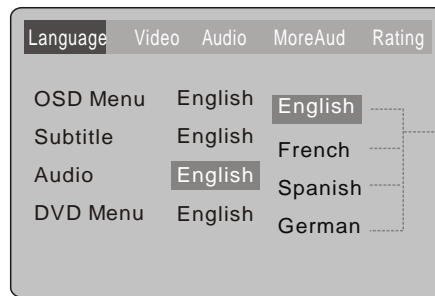 Language Video Audio MoreAud Rating
OSD Menu English English
Subtitle English French
Audio English Spanish
DVD Menu English German